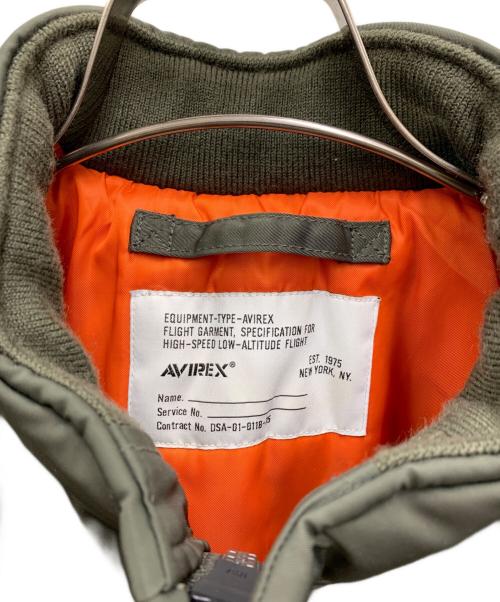 EQUIPMENT-TYPE-AVIREX
FLIGHT GARMENT, SPECIFICATION FOR
HIGH-SPEED LOW-ALTITUDE FLIGHT
AVIREX®
EST. 1975
NEW YORK, NY.
Name.
Service No.
Contract No. DSA-01-0118-JS